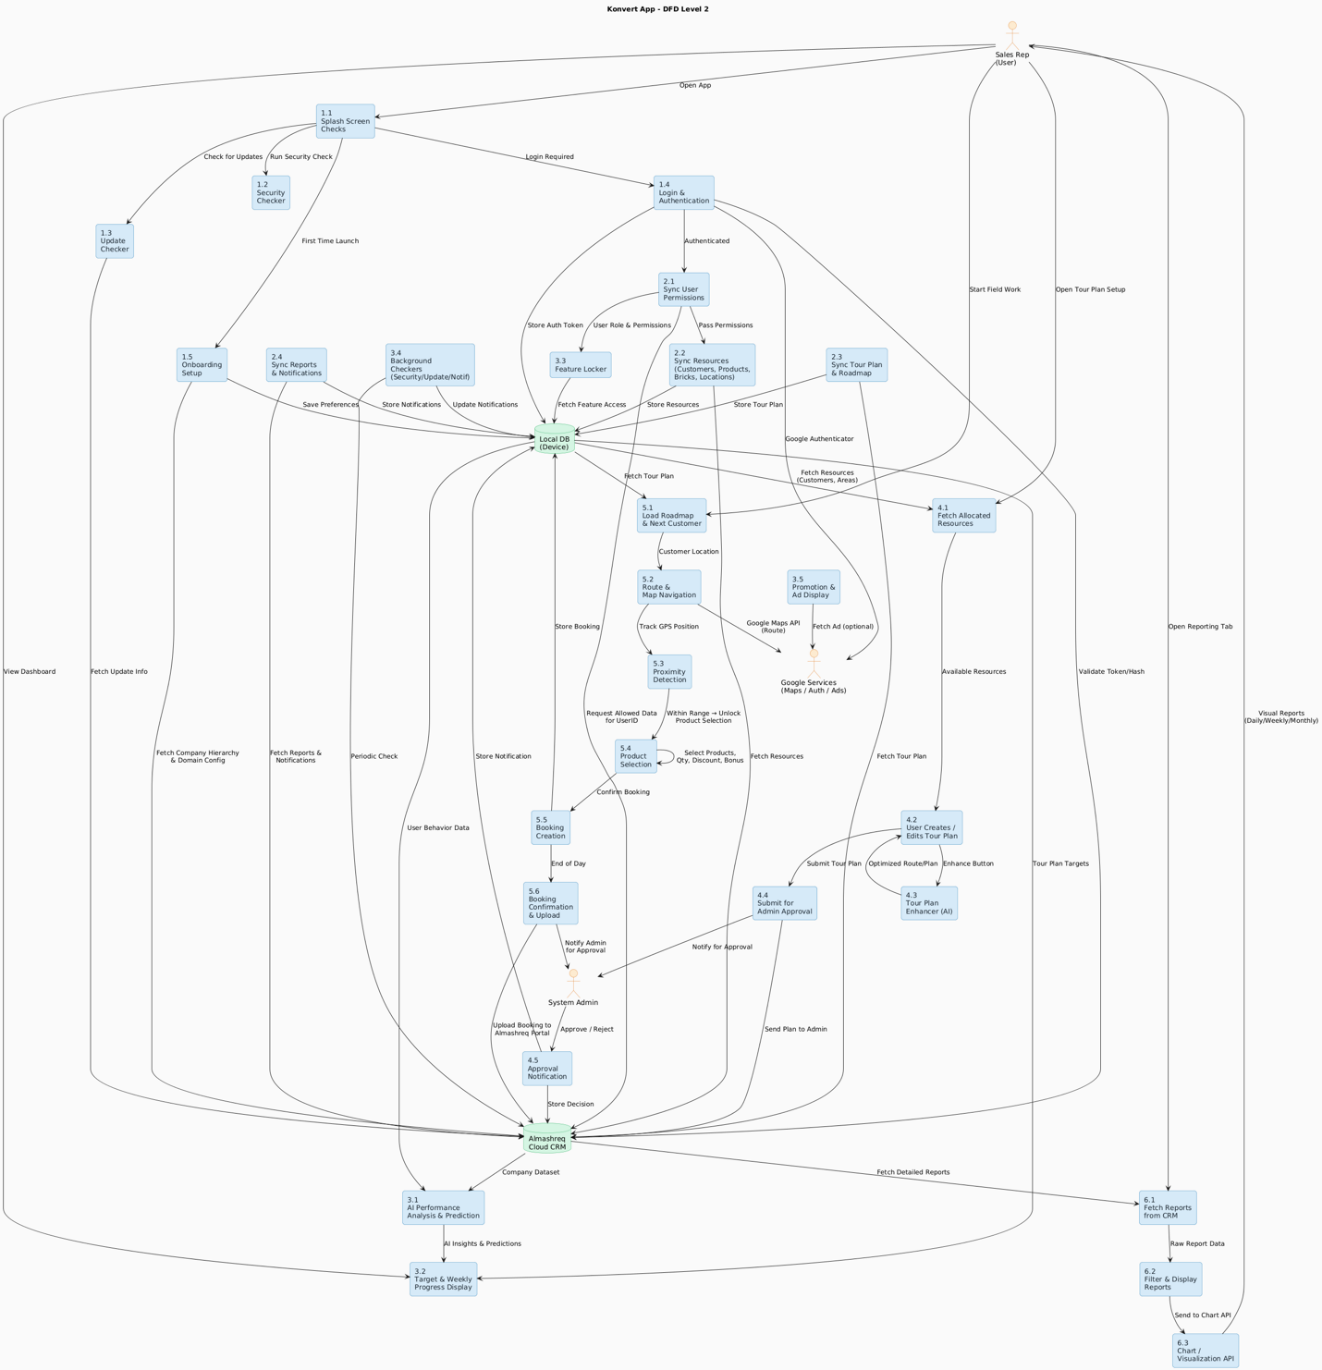 Konvert App - DFD Level 2
Sales Rep
(User)
Open App
1.1
Splash Screen
Checks
Check for Updates
Run Security Check
Login Required
1.2
Security
Checker
1.4
Login &
Authentication
1.3
Update
Checker
First Time Launch
Authenticated
2.1
Sync User
Permissions
Start Field Work
Open Tour Plan Setup
Store Auth Token
User Role & Permissions
Pass Permissions
1.5
Onboarding
Setup
2.4
Sync Reports
& Notifications
3.4
Background
Checkers
(Security/Update/Notif)
3.3
Feature Locker
2.2
Sync Resources
(Customers, Products,
Bricks, Locations)
2.3
Sync Tour Plan
& Roadmap
Save Preferences
Store Notifications
Update Notifications
Fetch Feature Access
Store Resources
Store Tour Plan
Local DB
(Device)
Google Authenticator
Fetch Tour Plan
Fetch Resources
(Customers, Areas)
5.1
Load Roadmap
& Next Customer
4.1
Fetch Allocated
Resources
Customer Location
5.2
Route &
Map Navigation
3.5
Promotion &
Ad Display
Store Booking
Track GPS Position
Google Maps API
(Route)
Fetch Ad (optional)
Open Reporting Tab
5.3
Proximity
Detection
Google Services
(Maps / Auth / Ads)
View Dashboard
Fetch Update Info
Available Resources
Validate Token/Hash
Request Allowed Data
for UserID
Within Range → Unlock
Product Selection
Visual Reports
(Daily/Weekly/Monthly)
5.4
Product
Selection
Select Products,
Qty, Discount, Bonus
Fetch Company Hierarchy
& Domain Config
Fetch Reports &
Notifications
Periodic Check
Store Notification
Fetch Resources
Fetch Tour Plan
Confirm Booking
User Behavior Data
5.5
Booking
Creation
4.2
User Creates /
Edits Tour Plan
End of Day
Submit Tour Plan
Optimized Route/Plan
Enhance Button
Tour Plan Targets
5.6
Booking
Confirmation
& Upload
4.4
Submit for
Admin Approval
4.3
Tour Plan
Enhancer (AI)
Notify Admin
for Approval
Notify for Approval
System Admin
Upload Booking to
Almashreq Portal
Approve / Reject
Send Plan to Admin
4.5
Approval
Notification
Store Decision
Almashreq
Cloud CRM
Company Dataset
Fetch Detailed Reports
3.1
AI Performance
Analysis & Prediction
6.1
Fetch Reports
from CRM
AI Insights & Predictions
Raw Report Data
3.2
Target & Weekly
Progress Display
6.2
Filter & Display
Reports
Send to Chart API
6.3
Chart /
Visualization API